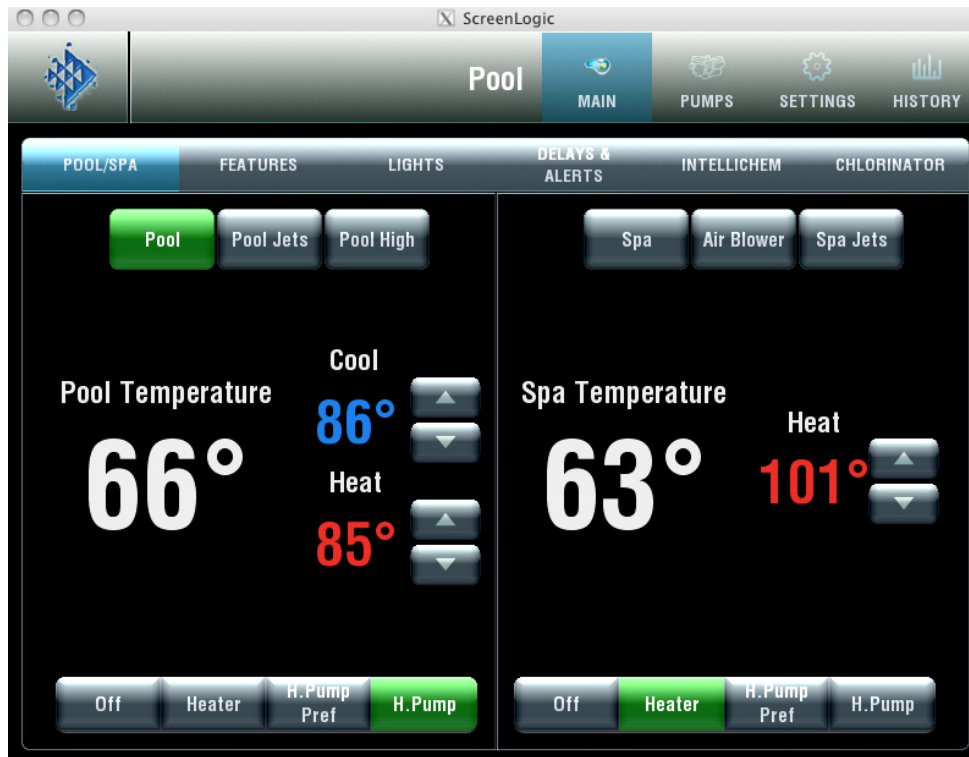 ScreenLogic
Pool
MAIN
PUMPS
SETTINGS
HISTORY
POOL/SPA
FEATURES
LIGHTS
DELAYS &
ALERTS
INTELLICHEM
CHLORINATOR
Pool
Pool Jets
Pool High
Spa
Air Blower
Spa Jets
Pool Temperature
66°
Cool
86°
Heat
85°
Spa Temperature
63°
Heat
101°
Off
Heater
H.Pump
Pref
H.Pump
Off
Heater
H.Pump
Pref
H.Pump